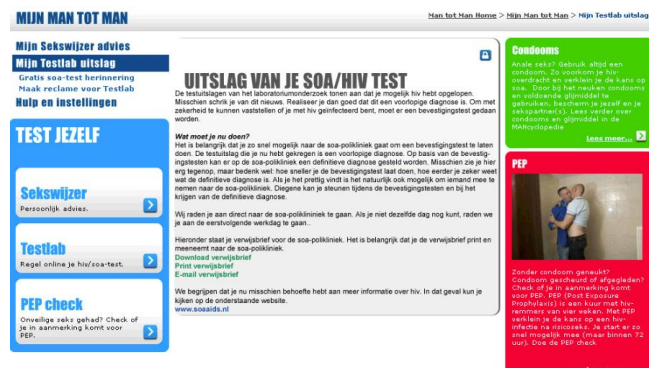 MIJN MAN TOT MAN
Man tot Man Home > Mijn Man tot Man > Mijn Testlab uitslag
Mijn Sekswijzer advies
Mijn Testlab uitslag
Gratis soa-test herinnering
Maak reclame voor Testlab
Hulp en instellingen
TEST JEZELF
Sekswijzer
Persoonlijk advies.
Testlab
Regel online je hiv/soa-test.
PEP check
Onveilige seks gehad? Check of
je in aanmerking komt voor
PEP.
UITSLAG VAN JE SOA/HIV TEST
De testuitslagen van het laboratoriumonderzoek tonen aan dat je mogelijk hiv hebt opgelopen.
Misschien schrik je van dit nieuws. Realiseer je dan goed dat dit een voorlopige diagnose is. Om met
zekerheid te kunnen vaststellen of je met hiv geïnfecteerd bent, moet er een bevestigingstest gedaan
worden.
Wat moet je nu doen?
Het is belangrijk dat je zo snel mogelijk naar de soa-polikliniek gaat om een bevestigingstest te laten
doen. De testuitslag die je nu hebt gekregen is een voorlopige diagnose. Op basis van de bevestig-
ingstesten kan er op de soa-polikliniek een definitieve diagnose gesteld worden. Misschien zie je hier
erg tegenop, maar bedenk wel: hoe sneller je de bevestigingstest laat doen, hoe eerder je zeker weet
wat de definitieve diagnose is. Als je het prettig vindt is het natuurlijk ook mogelijk om iemand mee te
nemen naar de soa-polikliniek. Diegene kan je steunen tijdens de bevestigingstesten en bij het
krijgen van de definitieve diagnose.
Wij raden je aan direct naar de soa-poliklininiek te gaan. Als je niet dezelfde dag nog kunt, raden we
je aan de eerstvolgende werkdag te gaan..
Hieronder staat je verwijsbrief voor de soa-polikliniek. Het is belangrijk dat je de verwijsbrief print en
meeneemt naar de soa-polikliniek.
Download verwijsbrief
Print verwijsbrief
E-mail verwijsbrief
We begrijpen dat je nu misschien behoefte hebt aan meer informatie over hiv. In dat geval kun je
kijken op de onderstaande website.
www.soaaids.nl
Condooms
Anale seks? Gebruik altijd een
condoom. Zo voorkom je hiv-
overdracht en verklein je de kans op
soa. Door bij het neuken condooms
en voldoende glijmiddel te
gebruiken, bescherm je jezelf en je
sekspartner(s). Lees verder over
condooms en glijmiddel in de
MANcyclopedie
Lees meer...
PEP
Zonder condoom geneukt?
Condoom gescheurd of afgegleden?
Check of je in aanmerking komt
voor PEP. PEP (Post Exposure
Prophylaxis) is een kuur met hiv-
remmers van vier weken. Met PEP
verklein je de kans op een hiv-
infectie na risicoseks. Je start er zo
snel mogelijk mee (maar binnen 72
uur). Doe de PEP check